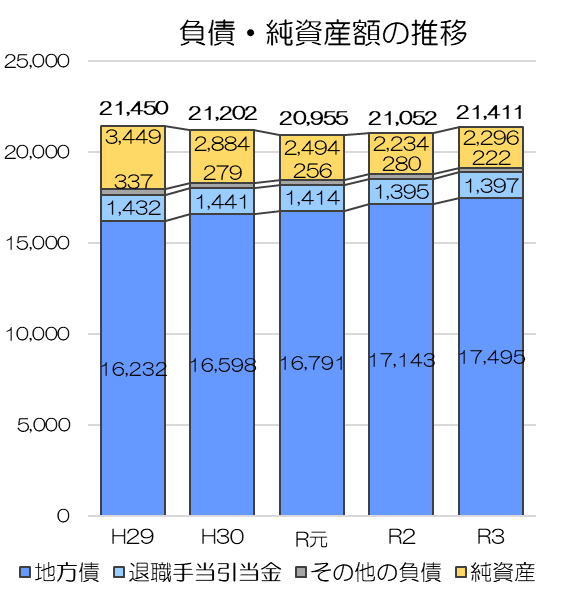 負債・純資産額の推移
25,000
20,000
15,000
10,000
5,000
0
21,450 21,202 20,955 21,052 21,411
3,449 2,884 2,494 2,234 2,296
337 279 256 280 222
1,432 1,441 1,414 1,395 1,397
16,232 16,598 16,791 17,143 17,495
H29 H30 R元 R2 R3
地方債 退職手当引当金 その他の負債 純資産